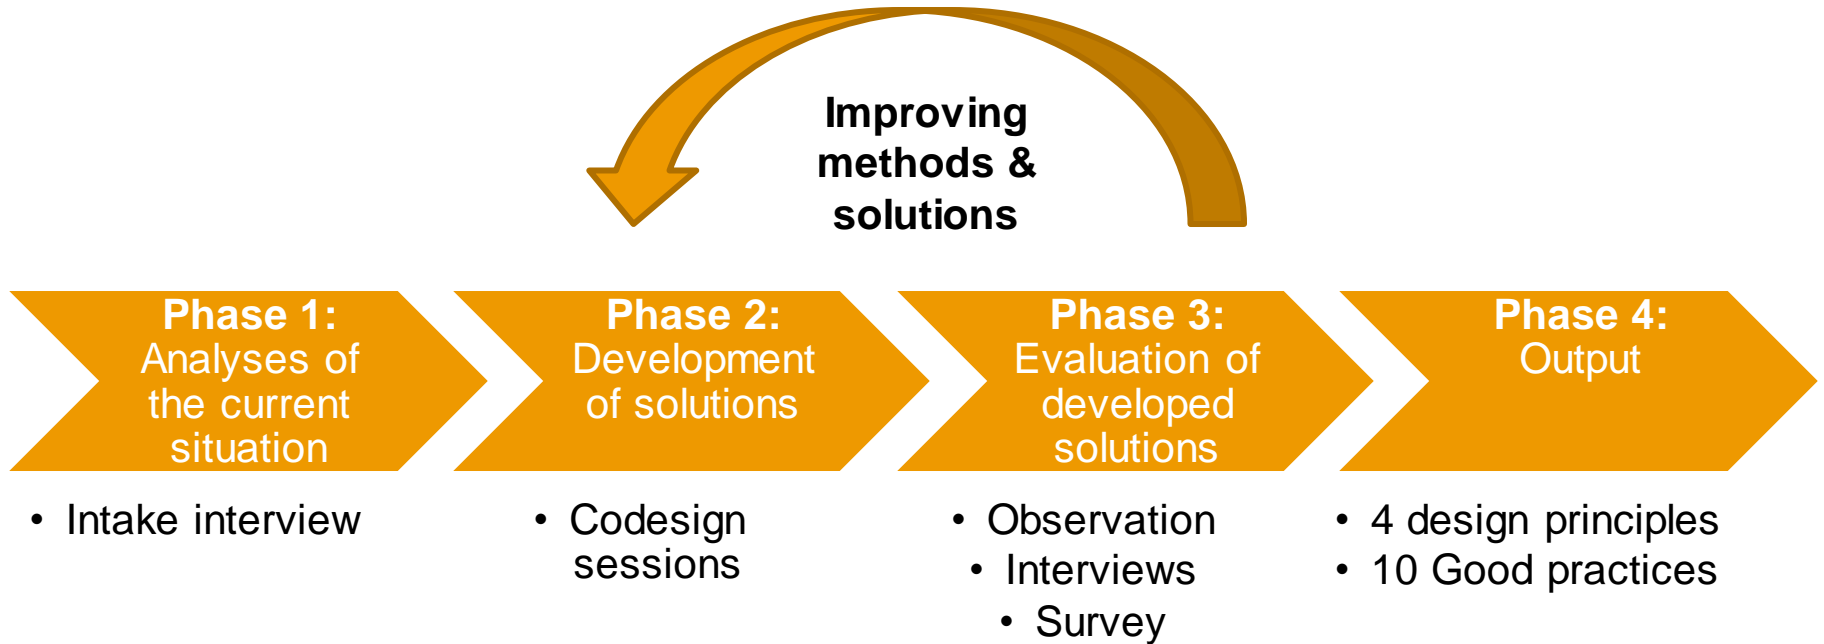 Improving
methods &
solutions
Phase 1:
Analyses of
the current
situation
Phase 2:
Development
of solutions
Phase 3:
Evaluation of
developed
solutions
Phase 4:
Output
• Intake interview
• Codesign
sessions
• Observation
• Interviews
• Survey
• 4 design principles
• 10 Good practices